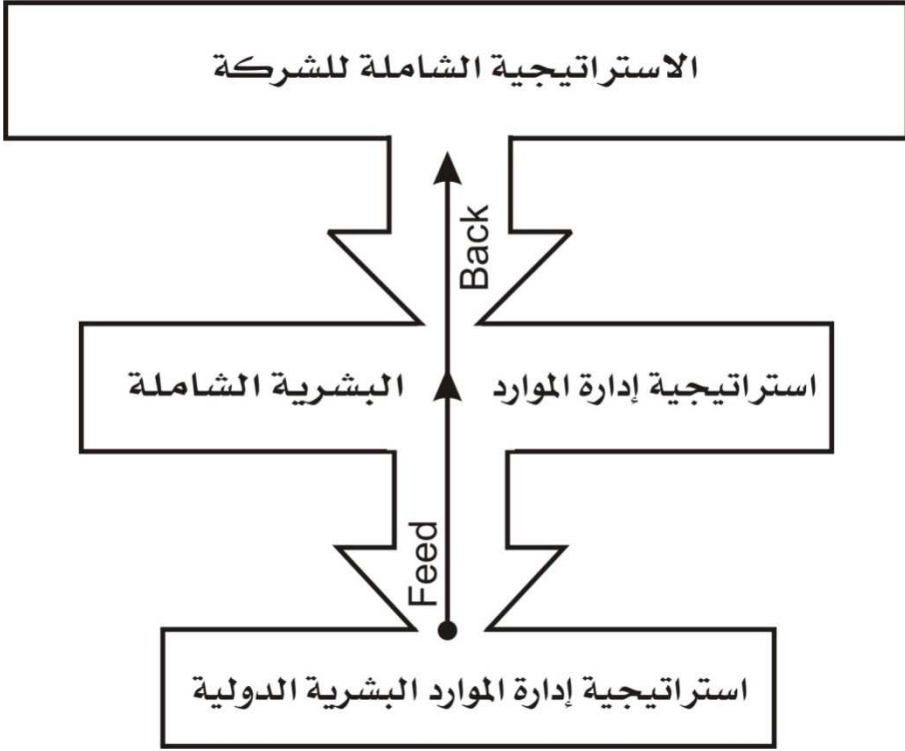 الاستراتيجية الشاملة للشركة
Back
استراتيجية إدارة الموارد البشرية الشاملة
Feed
استراتيجية إدارة الموارد البشرية الدولية